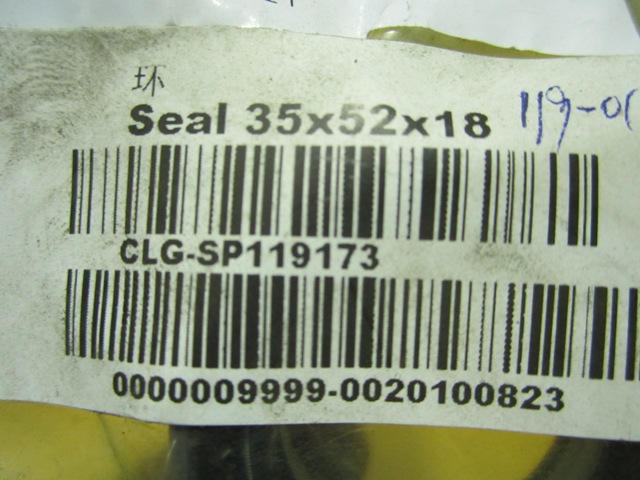 环
Seal 35x52x18
119-01
CLG-SP119173
0000009999-0020100823